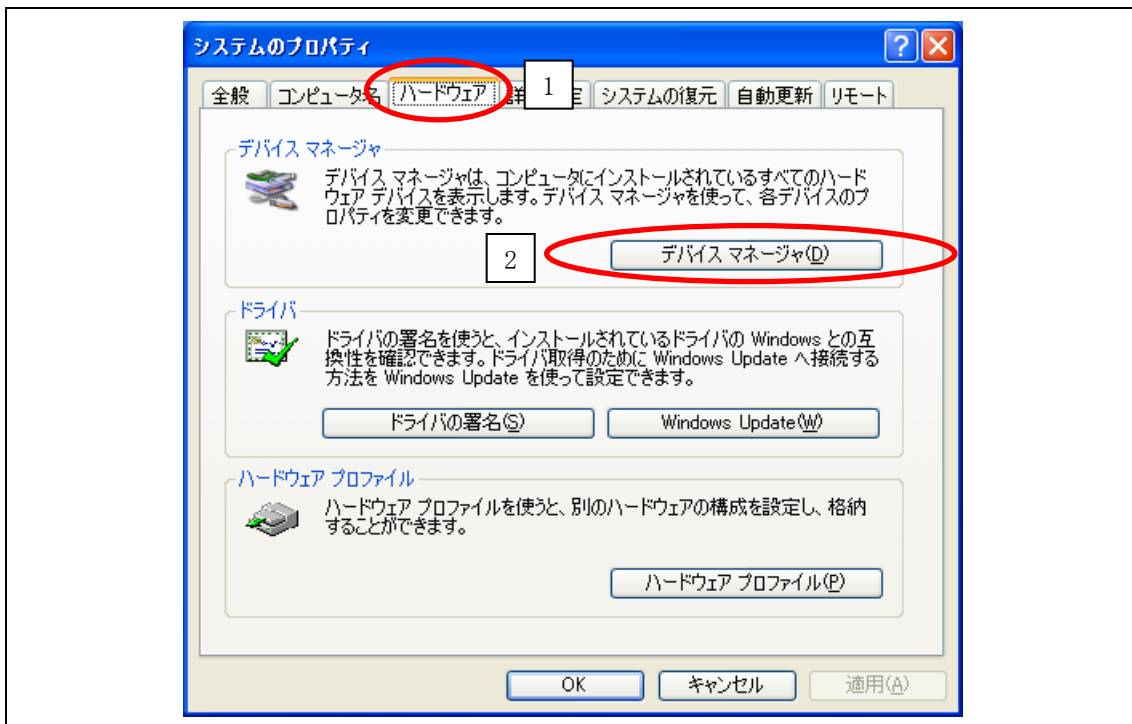 システムのプロパティ
1
全般 コンピュータ名 ハードウェア システムの復元 自動更新 リモート
デバイス マネージャ
デバイス マネージャは、コンピュータにインストールされているすべてのハード
ウェア デバイスを表示します。デバイス マネージャを使って、各デバイスのプ
ロパティを変更できます。
2
デバイス マネージャ(D)
ドライバ
ドライバの署名を使うと、インストールされているドライバの Windows との互
換性を確認できます。ドライバ取得のために Windows Update へ接続する
方法を Windows Update を使って設定できます。
ドライバの署名(S) Windows Update(W)
ハードウェア プロファイル
ハードウェア プロファイルを使うと、別のハードウェアの構成を設定し、格納
することができます。
ハードウェア プロファイル(P)
OK キャンセル 適用(A)